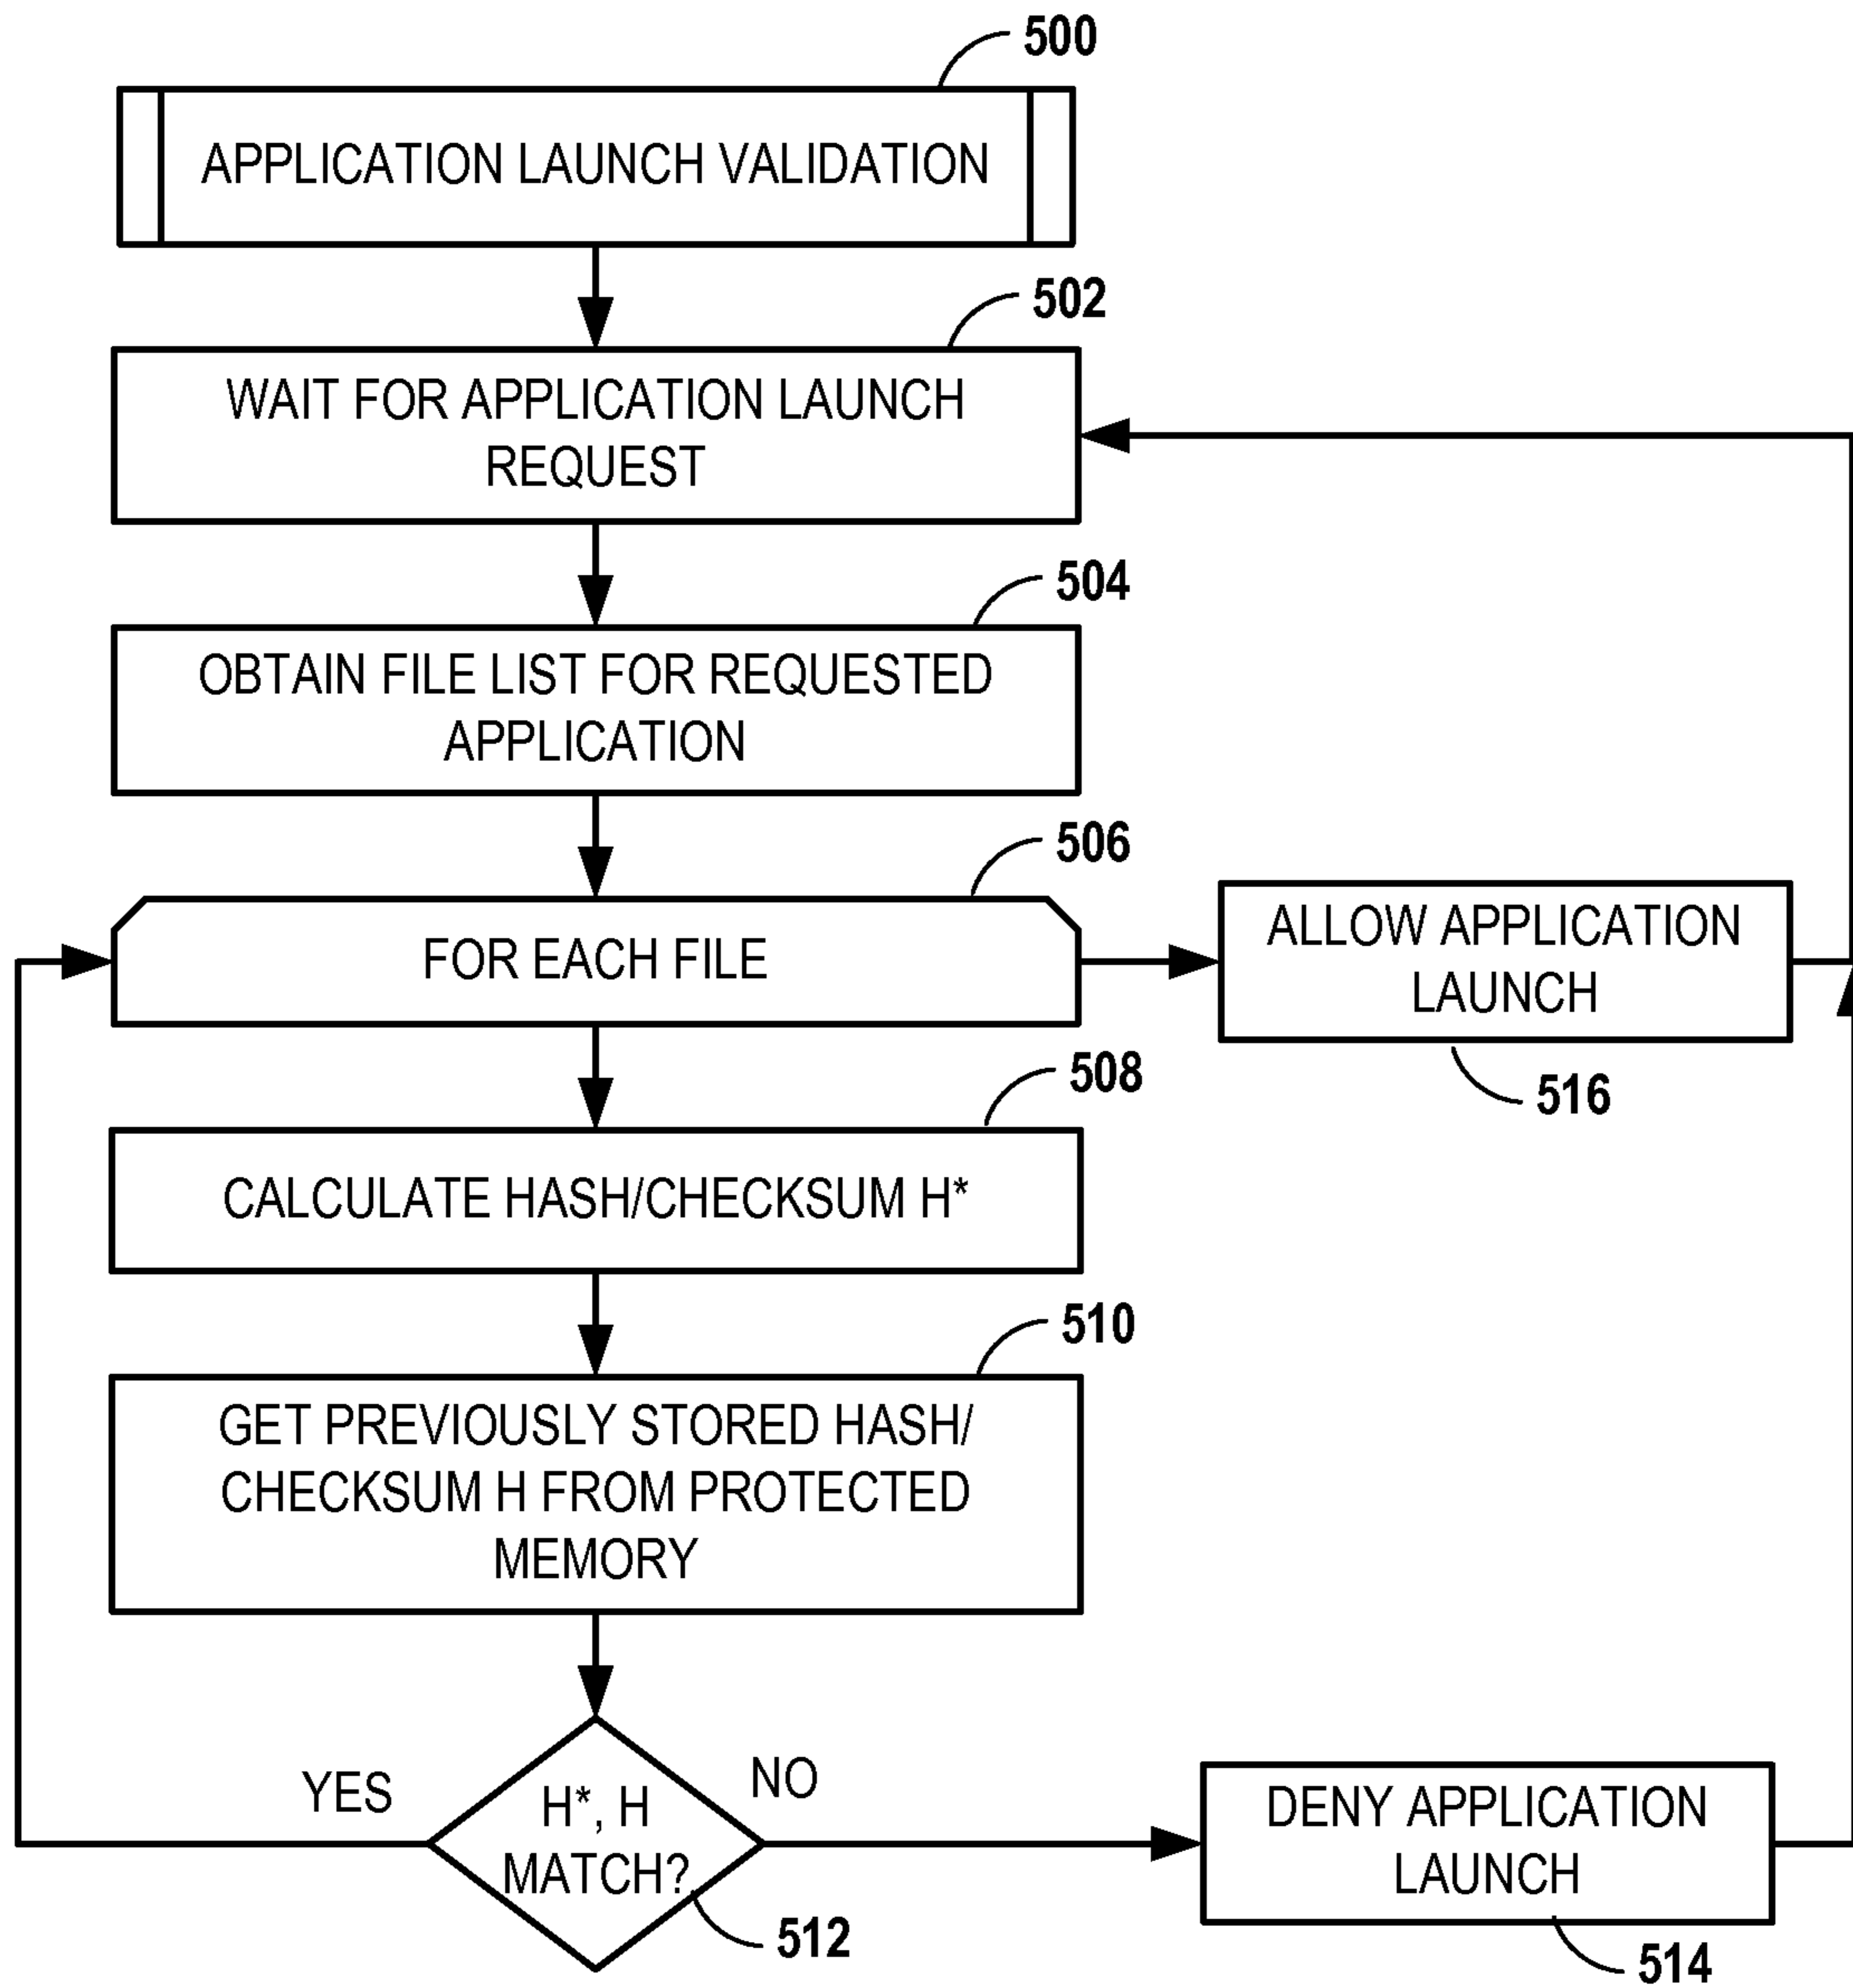 500
APPLICATION LAUNCH VALIDATION
502
WAIT FOR APPLICATION LAUNCH
REQUEST
504
OBTAIN FILE LIST FOR REQUESTED
APPLICATION
506
FOR EACH FILE
ALLOW APPLICATION
LAUNCH
516
508
CALCULATE HASH/CHECKSUM H*
510
GET PREVIOUSLY STORED HASH/
CHECKSUM H FROM PROTECTED
MEMORY
YES
NO
H*, H
MATCH?
512
DENY APPLICATION
LAUNCH
514